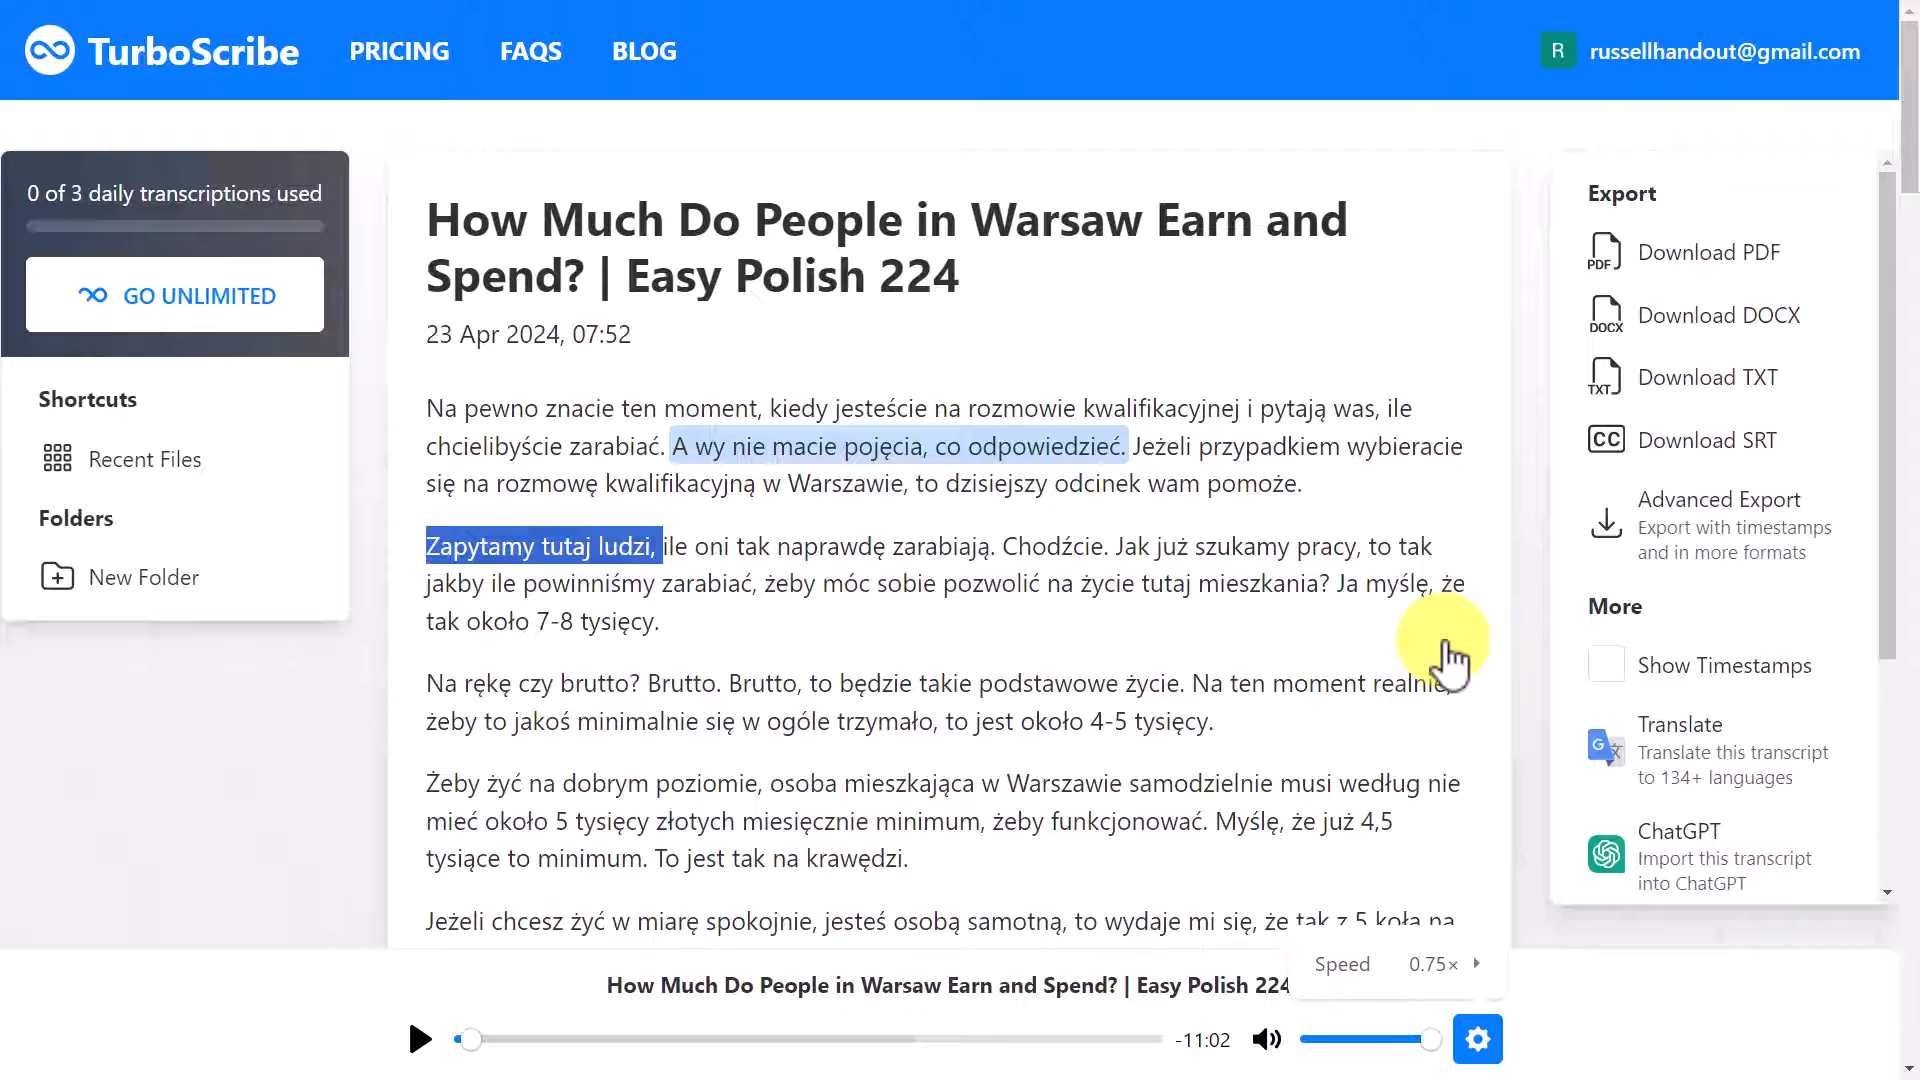 TurboScribe PRICING FAQS BLOG R russellhandout@gmail.com
0 of 3 daily transcriptions used
GO UNLIMITED
Shortcuts
Recent Files
Folders
New Folder
How Much Do People in Warsaw Earn and
Spend? | Easy Polish 224
23 Apr 2024, 07:52
Na pewno znacie ten moment, kiedy jesteście na rozmowie kwalifikacyjnej i pytają was, ile
chcielibyście zarabiać. A wy nie macie pojęcia, co odpowiedzieć. Jeżeli przypadkiem wybieracie
się na rozmowę kwalifikacyjną w Warszawie, to dzisiejszy odcinek wam pomoże.
Zapytamy tutaj ludzi, ile oni tak naprawdę zarabiają. Chodźcie. Jak już szukamy pracy, to tak
jakby ile powinniśmy zarabiać, żeby móc sobie pozwolić na życie tutaj mieszkania? Ja myślę, że
tak około 7-8 tysięcy.
Na rękę czy brutto? Brutto. Brutto, to będzie takie podstawowe życie. Na ten moment realnie,
żeby to jakoś minimalnie się w ogóle trzymało, to jest około 4-5 tysięcy.
Żeby żyć na dobrym poziomie, osoba mieszkająca w Warszawie samodzielnie musi według nie
mieć około 5 tysięcy złotych miesięcznie minimum, żeby funkcjonować. Myślę, że już 4,5
tysiące to minimum. To jest tak na krawędzi.
Jeżeli chcesz żyć w miarę spokojnie, jesteś osobą samotną, to wydaje mi się, że tak z 5 koła na
Export
PDF Download PDF
DOCX Download DOCX
TXT Download TXT
CC Download SRT
Advanced Export
Export with timestamps
and in more formats
More
Show Timestamps
Translate
Translate this transcript
to 134+ languages
ChatGPT
Import this transcript
into ChatGPT
Speed 0.75×
How Much Do People in Warsaw Earn and Spend? | Easy Polish 224
-11:02